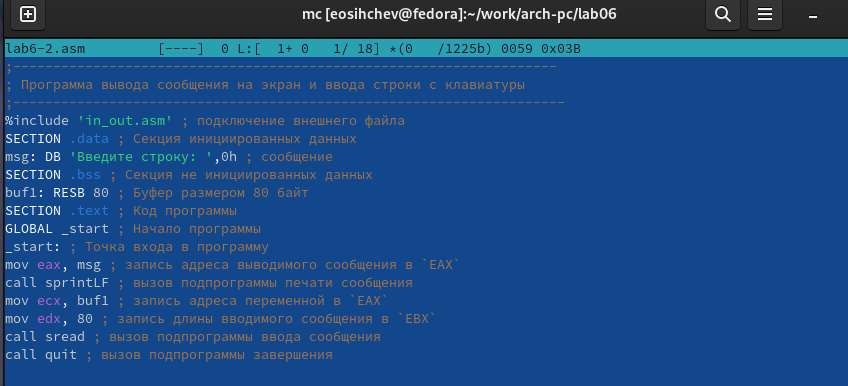 mc [eosihchev@fedora]:~/work/arch-pc/lab06
lab6-2.asm         [----]  0 L:[  1+ 0   1/ 18] *(0   /1225b) 0059 0x03B
;--------------------------------------------------------------------
; Программа вывода сообщения на экран и ввода строки с клавиатуры
;---------------------------------------------------------------------
%include 'in_out.asm' ; подключение внешнего файла
SECTION .data ; Секция инициированных данных
msg: DB 'Введите строку: ',0h ; сообщение
SECTION .bss ; Секция не инициированных данных
buf1: RESB 80 ; Буфер размером 80 байт
SECTION .text ; Код программы
GLOBAL _start ; Начало программы
_start: ; Точка входа в программу
mov eax, msg ; запись адреса выводимого сообщения в `EAX`
call sprintLF ; вызов подпрограммы печати сообщения
mov ecx, buf1 ; запись адреса переменной в `EAX`
mov edx, 80 ; запись длины вводимого сообщения в `EBX`
call sread ; вызов подпрограммы ввода сообщения
call quit ; вызов подпрограммы завершения